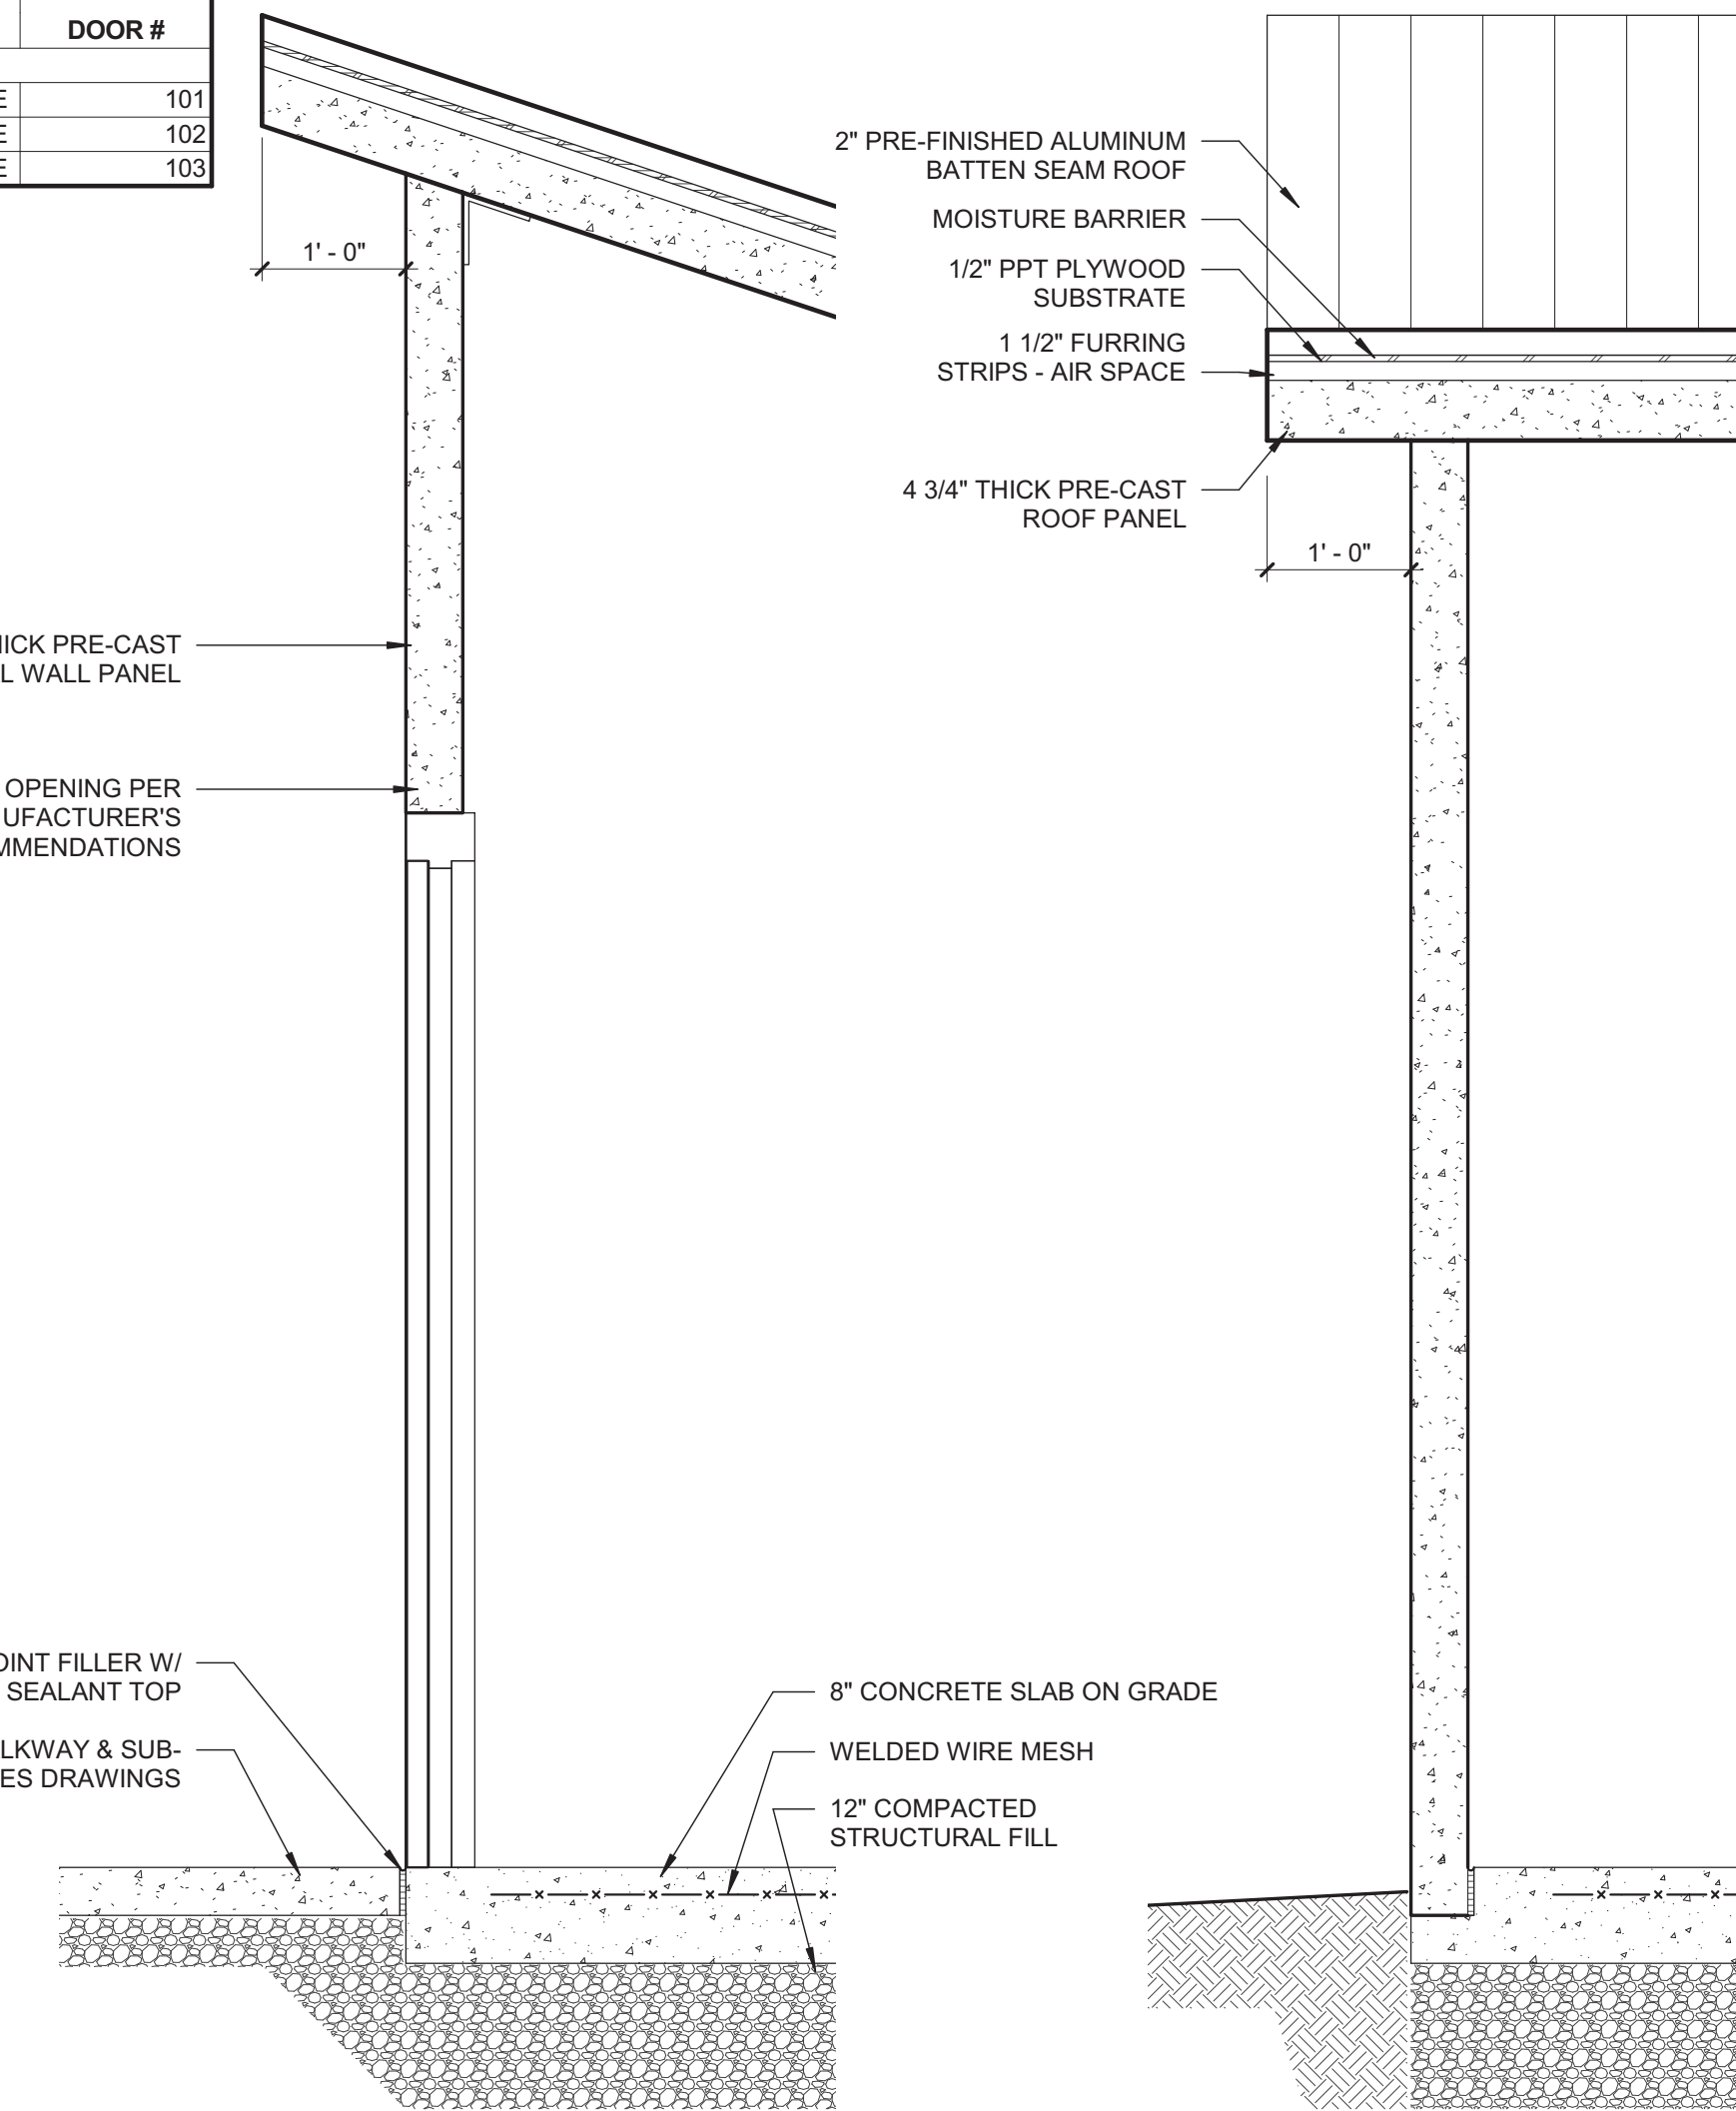 DOOR #
E 101
E 102
E 103
1' - 0"
2" PRE-FINISHED ALUMINUM
BATTEN SEAM ROOF
MOISTURE BARRIER
1/2" PPT PLYWOOD
SUBSTRATE
1 1/2" FURRING
STRIPS - AIR SPACE
4 3/4" THICK PRE-CAST
ROOF PANEL
1' - 0"
ICK PRE-CAST
L WALL PANEL
OPENING PER
UFACTURER'S
MMENDATIONS
OINT FILLER W/
SEALANT TOP
LKWAY & SUB-
ES DRAWINGS
8" CONCRETE SLAB ON GRADE
WELDED WIRE MESH
12" COMPACTED
STRUCTURAL FILL